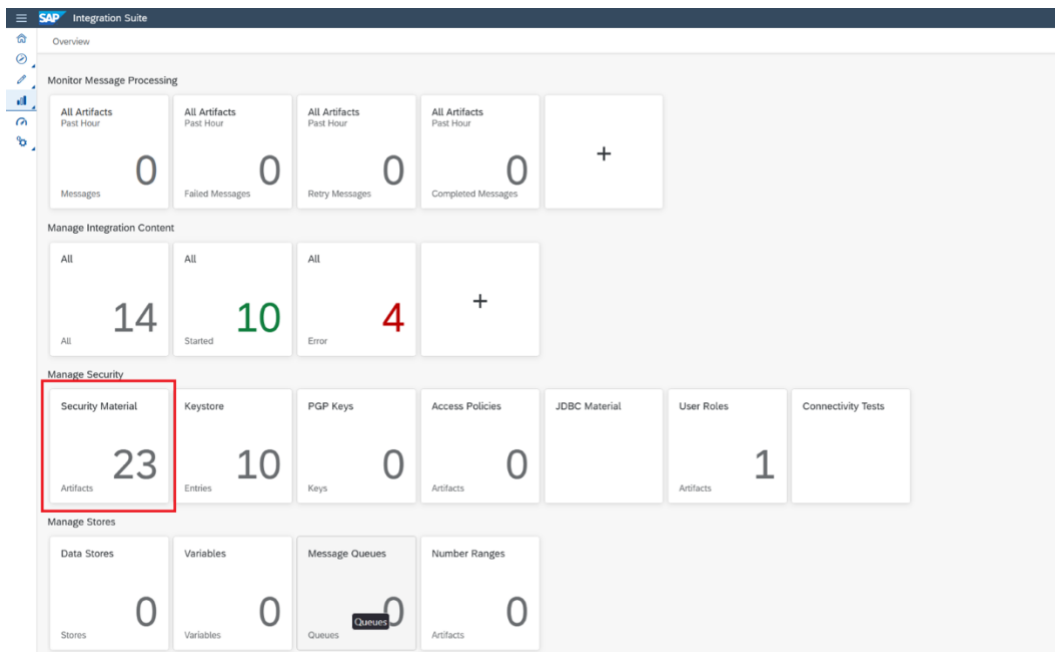 SAP Integration Suite
Overview
Monitor Message Processing
All Artifacts
Past Hour
0
Messages
All Artifacts
Past Hour
0
Failed Messages
All Artifacts
Past Hour
0
Retry Messages
All Artifacts
Past Hour
0
Completed Messages
+
Manage Integration Content
All
14
All
All
10
Started
All
4
Error
+
Manage Security
Security Material
23
Artifacts
Keystore
10
Entries
PGP Keys
0
Keys
Access Policies
0
Artifacts
JDBC Material
User Roles
1
Artifacts
Connectivity Tests
Manage Stores
Data Stores
0
Stores
Variables
0
Variables
Message Queues
0
Queues
Queues
Number Ranges
0
Artifacts